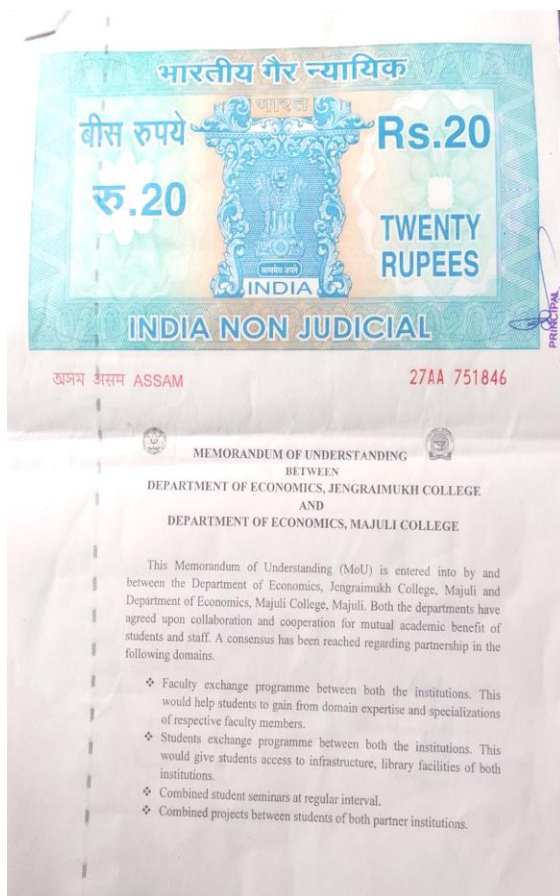 भारतीय गैर न्यायिक
भारत
बीस रुपये
Rs.20
रु.20
TWENTY
RUPEES
सत्यमेव जयते
INDIA
INDIA NON JUDICIAL
PRINCIPAL
অসম असम ASSAM
27AA 751846
MEMORANDUM OF UNDERSTANDING
BETWEEN
DEPARTMENT OF ECONOMICS, JENGRAIMUKH COLLEGE
AND
DEPARTMENT OF ECONOMICS, MAJULI COLLEGE
This Memorandum of Understanding (MoU) is entered into by and
between the Department of Economics, Jengraimukh College, Majuli and
Department of Economics, Majuli College, Majuli. Both the departments have
agreed upon collaboration and cooperation for mutual academic benefit of
students and staff. A consensus has been reached regarding partnership in the
following domains.
❖ Faculty exchange programme between both the institutions. This
would help students to gain from domain expertise and specializations
of respective faculty members.
❖ Students exchange programme between both the institutions. This
would give students access to infrastructure, library facilities of both
institutions.
❖ Combined student seminars at regular interval.
❖ Combined projects between students of both partner institutions.